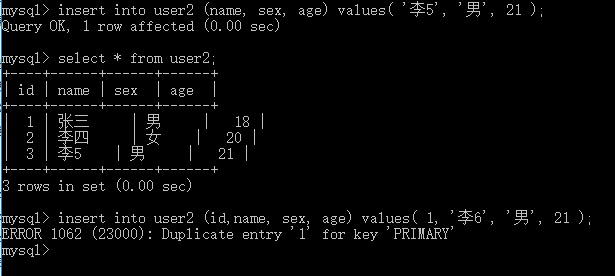 mysql> insert into user2 (name, sex, age) values( '李5', '男', 21 );
Query OK, 1 row affected (0.00 sec)
mysql> select * from user2;
+----+------+------+------+
| id | name | sex  | age  |
+----+------+------+------+
|  1 | 张三 | 男 | 18 |
|  2 | 李四 | 女 | 20 |
|  3 | 李5 | 男 | 21 |
+----+------+------+------+
3 rows in set (0.00 sec)
mysql> insert into user2 (id,name, sex, age) values( 1, '李6', '男', 21 );
ERROR 1062 (23000): Duplicate entry '1' for key 'PRIMARY'
mysql>